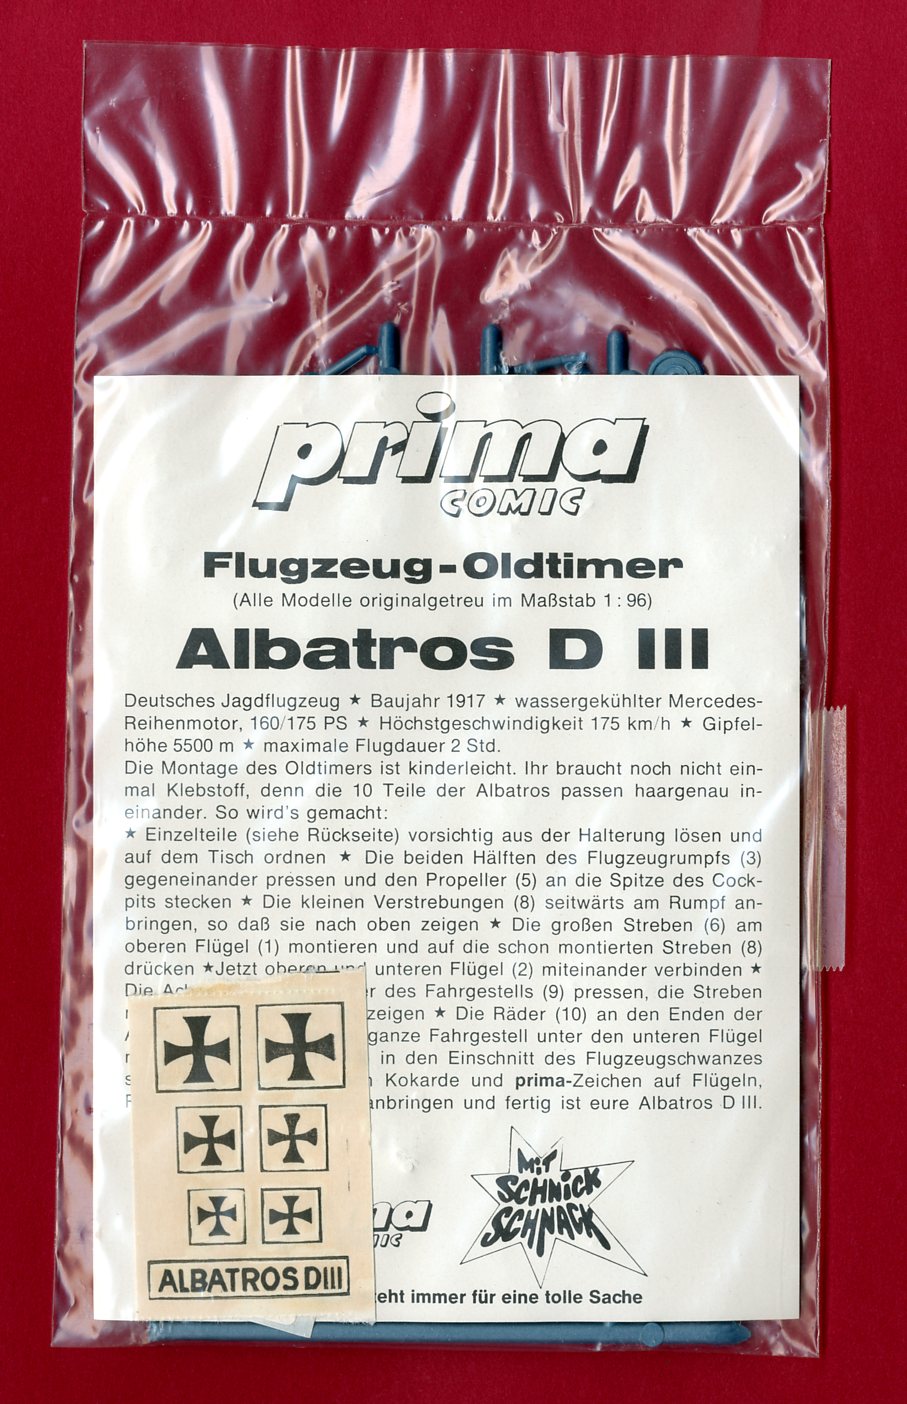 prima
COMIC
Flugzeug-Oldtimer
(Alle Modelle originalgetreu im Maßstab 1 : 96)
Albatros D III
Deutsches Jagdflugzeug ★ Baujahr 1917 ★ wassergekühlter Mercedes-
Reihenmotor, 160/175 PS ★ Höchstgeschwindigkeit 175 km/h ★ Gipfel-
höhe 5500 m ★ maximale Flugdauer 2 Std.
Die Montage des Oldtimers ist kinderleicht. Ihr braucht noch nicht ein-
mal Klebstoff, denn die 10 Teile der Albatros passen haargenau in-
einander. So wird's gemacht:
★ Einzelteile (siehe Rückseite) vorsichtig aus der Halterung lösen und
auf dem Tisch ordnen ★ Die beiden Hälften des Flugzeugrumpfs (3)
gegeneinander pressen und den Propeller (5) an die Spitze des Cock-
pits stecken ★ Die kleinen Verstrebungen (8) seitwärts am Rumpf an-
bringen, so daß sie nach oben zeigen ★ Die großen Streben (6) am
oberen Flügel (1) montieren und auf die schon montierten Streben (8)
drücken ★Jetzt oberen und unteren Flügel (2) miteinander verbinden ★
Die des Fahrgestells (9) pressen, die Streben
zeigen ★ Die Räder (10) an den Enden der
ganze Fahrgestell unter den unteren Flügel
in den Einschnitt des Flugzeugschwanzes
Kokarde und prima-Zeichen auf Flügeln,
anbringen und fertig ist eure Albatros D III.
MiT
SCHNiCK
SCHNACK
ALBATROS DIII
immer für eine tolle Sache